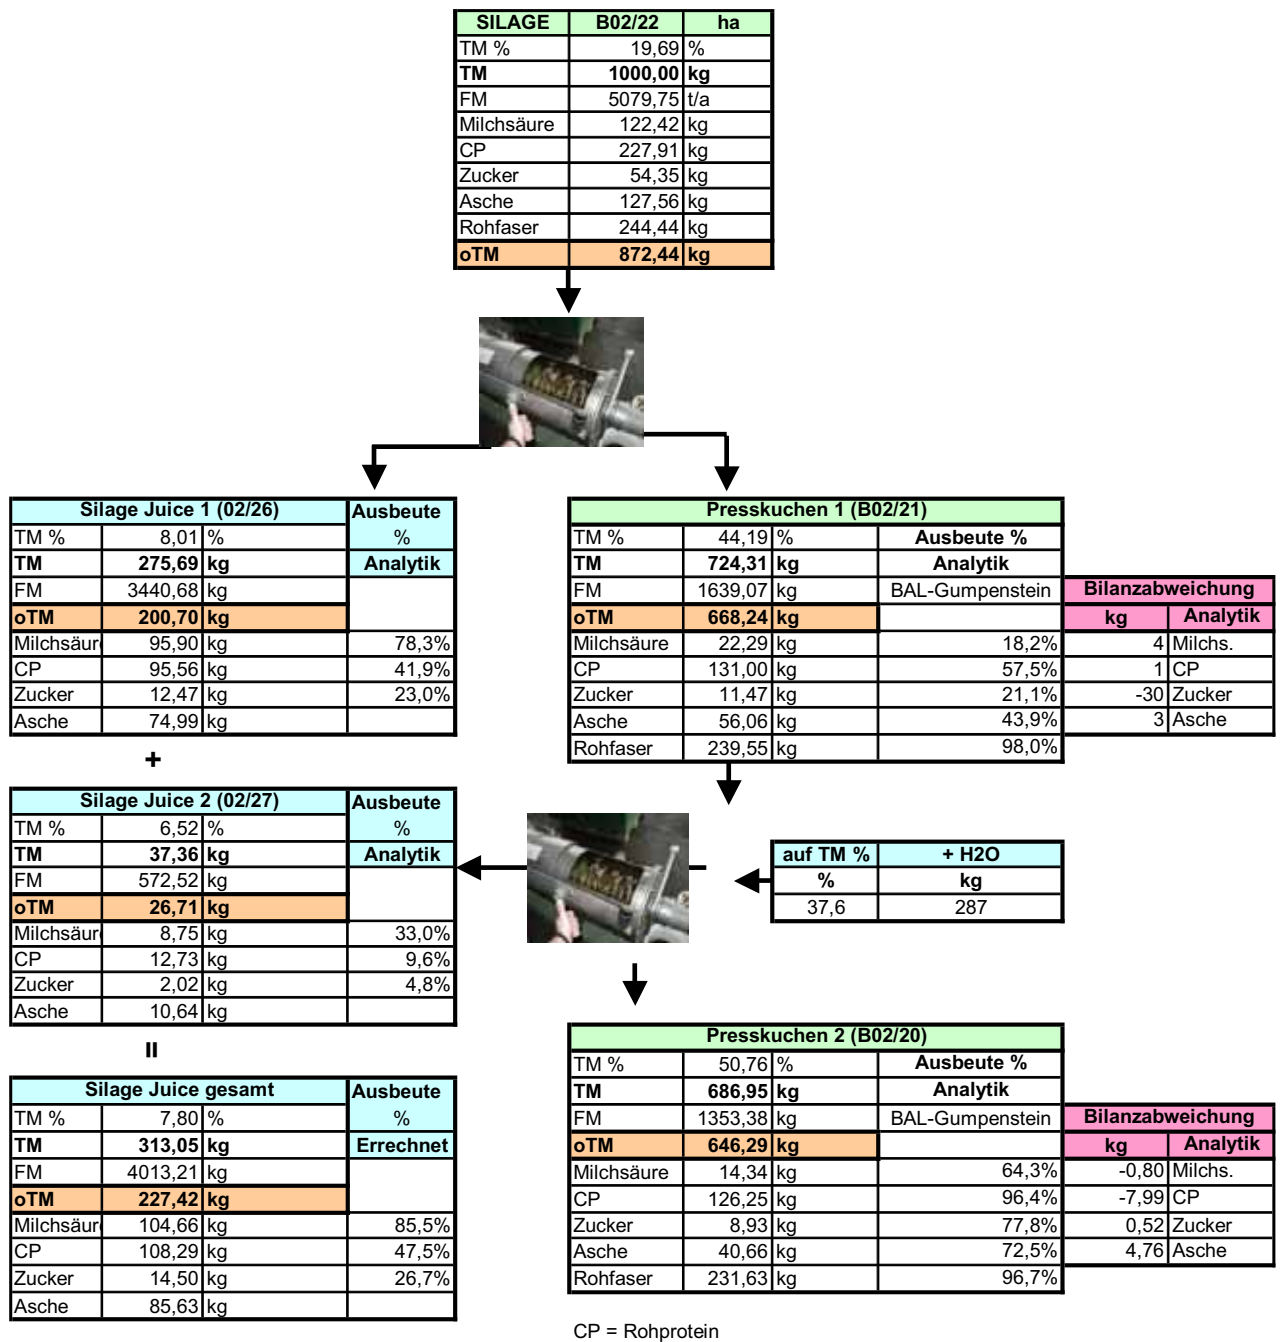 SILAGE B02/22 ha
TM % 19,69 %
TM 1000,00 kg
FM 5079,75 t/a
Milchsäure 122,42 kg
CP 227,91 kg
Zucker 54,35 kg
Asche 127,56 kg
Rohfaser 244,44 kg
oTM 872,44 kg
Silage Juice 1 (02/26) Ausbeute
TM % 8,01 % %
TM 275,69 kg Analytik
FM 3440,68 kg
oTM 200,70 kg
Milchsäure 95,90 kg 78,3%
CP 95,56 kg 41,9%
Zucker 12,47 kg 23,0%
Asche 74,99 kg
Presskuchen 1 (B02/21)
TM % 44,19 % Ausbeute %
TM 724,31 kg Analytik
FM 1639,07 kg BAL-Gumpenstein
oTM 668,24 kg
Milchsäure 22,29 kg 18,2%
CP 131,00 kg 57,5%
Zucker 11,47 kg 21,1%
Asche 56,06 kg 43,9%
Rohfaser 239,55 kg 98,0%
Bilanzabweichung
kg Analytik
4 Milchs.
1 CP
-30 Zucker
3 Asche
+
Silage Juice 2 (02/27) Ausbeute
TM % 6,52 % %
TM 37,36 kg Analytik
FM 572,52 kg
oTM 26,71 kg
Milchsäure 8,75 kg 33,0%
CP 12,73 kg 9,6%
Zucker 2,02 kg 4,8%
Asche 10,64 kg
auf TM % + H2O
% kg
37,6 287
=
Silage Juice gesamt Ausbeute
TM % 7,80 % %
TM 313,05 kg Errechnet
FM 4013,21 kg
oTM 227,42 kg
Milchsäure 104,66 kg 85,5%
CP 108,29 kg 47,5%
Zucker 14,50 kg 26,7%
Asche 85,63 kg
Presskuchen 2 (B02/20)
TM % 50,76 % Ausbeute %
TM 686,95 kg Analytik
FM 1353,38 kg BAL-Gumpenstein
oTM 646,29 kg
Milchsäure 14,34 kg 64,3%
CP 126,25 kg 96,4%
Zucker 8,93 kg 77,8%
Asche 40,66 kg 72,5%
Rohfaser 231,63 kg 96,7%
Bilanzabweichung
kg Analytik
-0,80 Milchs.
-7,99 CP
0,52 Zucker
4,76 Asche
CP = Rohprotein